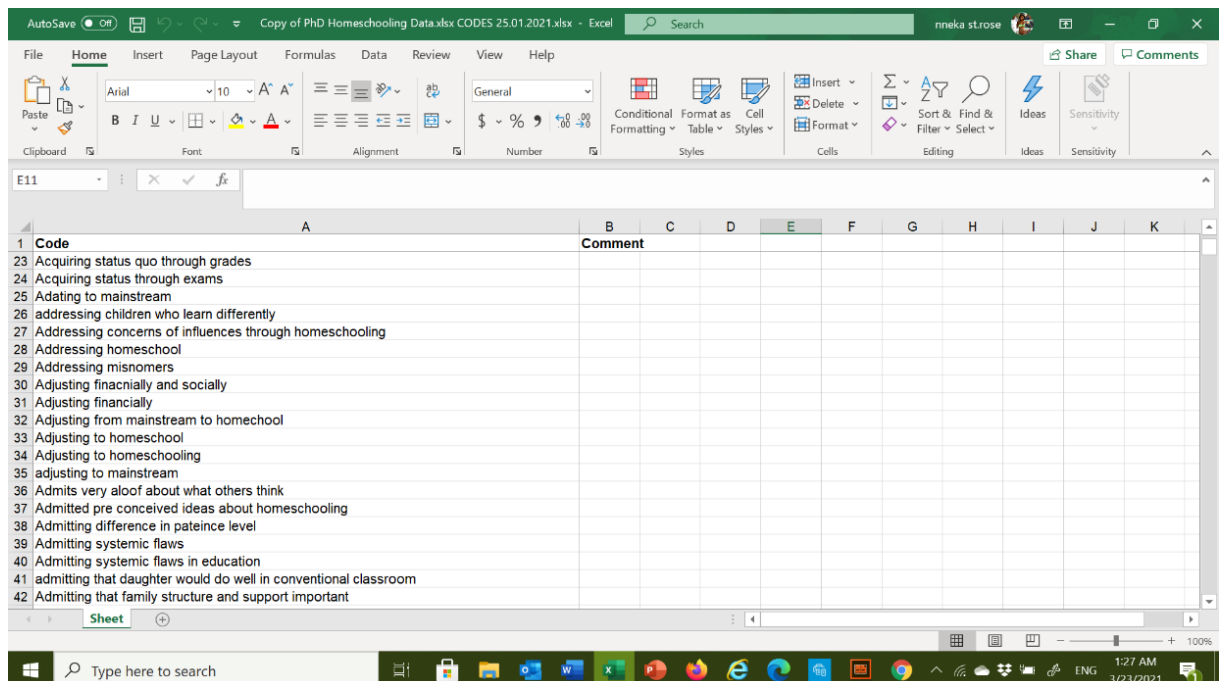 AutoSave Off Copy of PhD Homeschooling Data.xlsx CODES 25.01.2021.xlsx - Excel Search nneka st.rose
File Home Insert Page Layout Formulas Data Review View Help Share Comments
Paste
Arial 10
B I U A
ab
General
$ % 9
Conditional Formatting
Format as Table
Cell Styles
Insert
Delete
Format
Sort & Filter
Find & Select
Ideas
Sensitivity
Clipboard Font Alignment Number Styles Cells Editing Ideas Sensitivity
E11 fx
A B C D E F G H I J K
1 Code Comment
23 Acquiring status quo through grades
24 Acquiring status through exams
25 Adating to mainstream
26 addressing children who learn differently
27 Addressing concerns of influences through homeschooling
28 Addressing homeschool
29 Addressing misnomers
30 Adjusting finacnially and socially
31 Adjusting financially
32 Adjusting from mainstream to homechool
33 Adjusting to homeschool
34 Adjusting to homeschooling
35 adjusting to mainstream
36 Admits very aloof about what others think
37 Admitted pre conceived ideas about homeschooling
38 Admitting difference in pateince level
39 Admitting systemic flaws
40 Admitting systemic flaws in education
41 admitting that daughter would do well in conventional classroom
42 Admitting that family structure and support important
Sheet
100%
Type here to search ENG 1:27 AM
3/23/2021